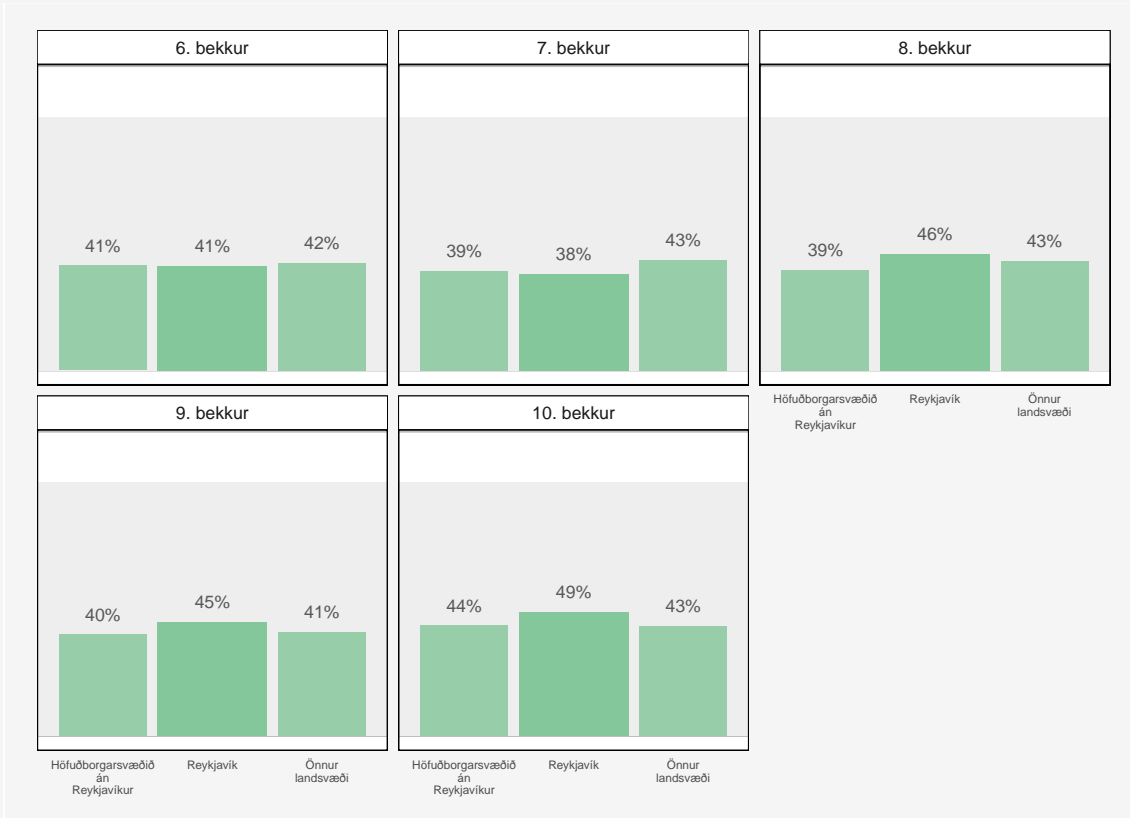 6. bekkur
7. bekkur
8. bekkur
41%
41%
42%
39%
38%
43%
39%
46%
43%
Höfuðborgarsvæðið
án
Reykjavíkur
Reykjavík
Önnur
landsvæði
9. bekkur
10. bekkur
40%
45%
41%
44%
49%
43%
Höfuðborgarsvæðið
án
Reykjavíkur
Reykjavík
Önnur
landsvæði
Höfuðborgarsvæðið
án
Reykjavíkur
Reykjavík
Önnur
landsvæði